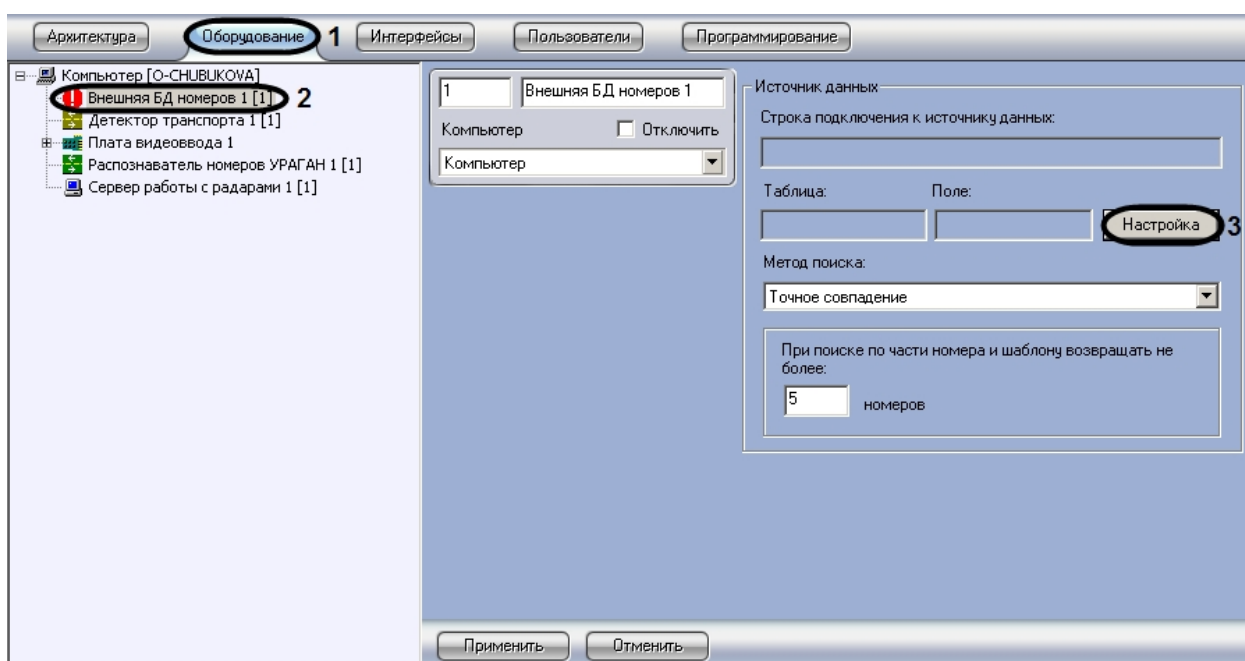 Архитектура Оборудование 1 Интерфейсы Пользователи Программирование
Компьютер [O-CHUBUKOVA]
Внешняя БД номеров 1 [1] 2
Детектор транспорта 1 [1]
Плата видеоввода 1
Распознаватель номеров УРАГАН 1 [1]
Сервер работы с радарами 1 [1]
1 Внешняя БД номеров 1
Компьютер Отключить
Компьютер
Источник данных
Строка подключения к источнику данных:
Таблица: Поле:
Настройка 3
Метод поиска:
Точное совпадение
При поиске по части номера и шаблону возвращать не
более:
5 номеров
Применить Отменить